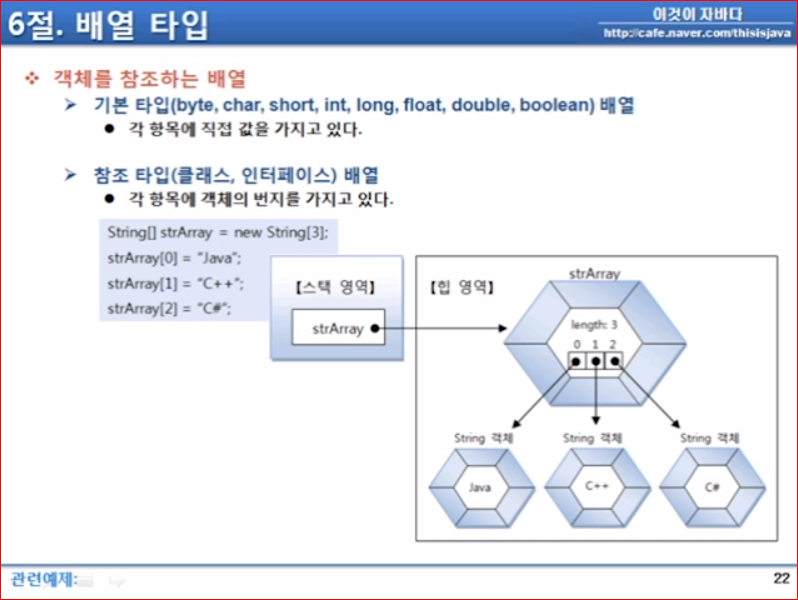 6절. 배열 타입
이것이 자바다
http://cafe.naver.com/thisisjava
객체를 참조하는 배열
기본 타입(byte, char, short, int, long, float, double, boolean) 배열
각 항목에 직접 값을 가지고 있다.
참조 타입(클래스, 인터페이스) 배열
각 항목에 객체의 번지를 가지고 있다.
String[] strArray = new String[3];
strArray[0] = "Java";
strArray[1] = "C++";
strArray[2] = "C#";
【스택 영역】
strArray
【힙 영역】
strArray
length: 3
0 1 2
String 객체 String 객체 String 객체
Java C++ C#
관련예제:
22